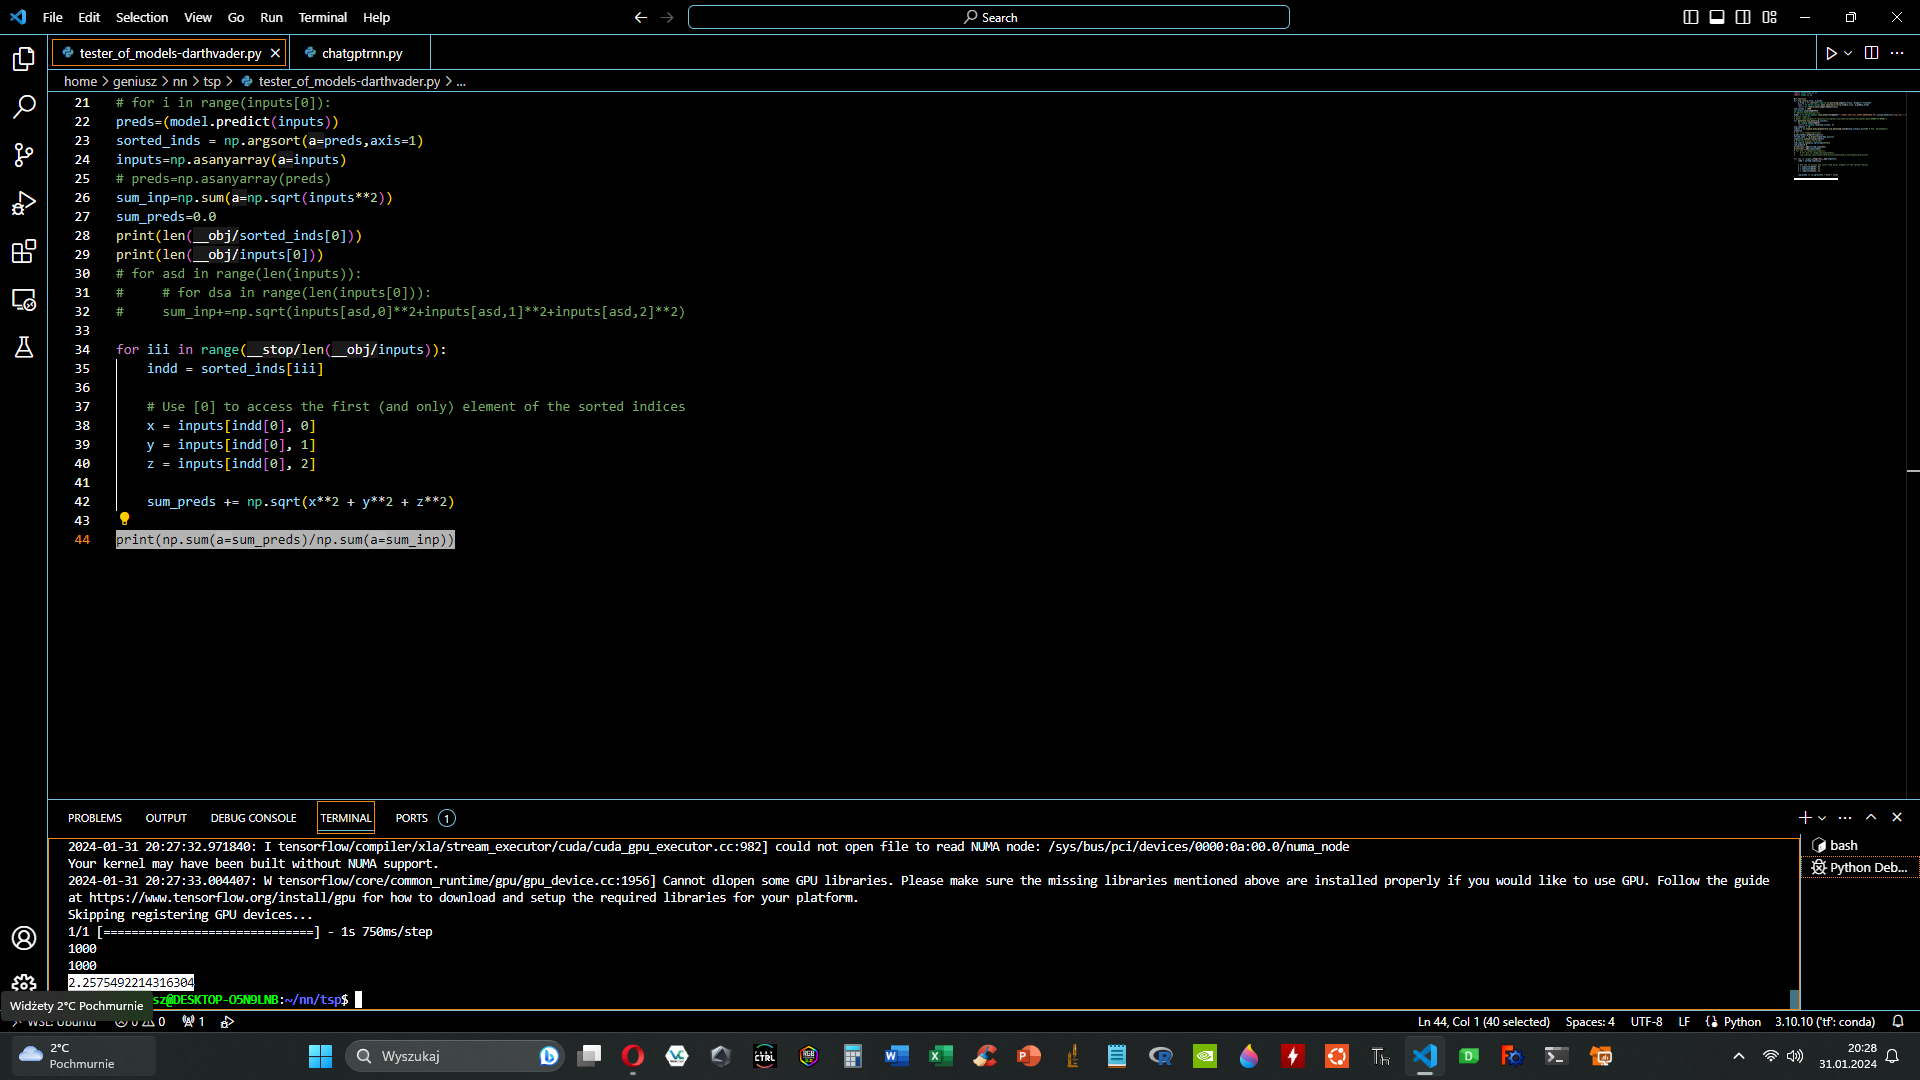 File Edit Selection View Go Run Terminal Help
Search
tester_of_models-darthvader.py
chatgptrnn.py
home > geniusz > nn > tsp > tester_of_models-darthvader.py > ...
21 # for i in range(inputs[0]):
22 preds=(model.predict(inputs))
23 sorted_inds = np.argsort(a=preds,axis=1)
24 inputs=np.asanyarray(a=inputs)
25 # preds=np.asanyarray(preds)
26 sum_inp=np.sum(a=np.sqrt(inputs**2))
27 sum_preds=0.0
28 print(len(__obj/sorted_inds[0]))
29 print(len(__obj/inputs[0]))
30 # for asd in range(len(inputs)):
31 #     # for dsa in range(len(inputs[0])):
32 #     sum_inp+=np.sqrt(inputs[asd,0]**2+inputs[asd,1]**2+inputs[asd,2]**2)
33
34 for iii in range(__stop/len(__obj/inputs)):
35     indd = sorted_inds[iii]
36
37     # Use [0] to access the first (and only) element of the sorted indices
38     x = inputs[indd[0], 0]
39     y = inputs[indd[0], 1]
40     z = inputs[indd[0], 2]
41
42     sum_preds += np.sqrt(x**2 + y**2 + z**2)
43
44 print(np.sum(a=sum_preds)/np.sum(a=sum_inp))
PROBLEMS OUTPUT DEBUG CONSOLE TERMINAL PORTS 1
2024-01-31 20:27:32.971840: I tensorflow/compiler/xla/stream_executor/cuda/cuda_gpu_executor.cc:982] could not open file to read NUMA node: /sys/bus/pci/devices/0000:0a:00.0/numa_node
Your kernel may have been built without NUMA support.
2024-01-31 20:27:33.004407: W tensorflow/core/common_runtime/gpu/gpu_device.cc:1956] Cannot dlopen some GPU libraries. Please make sure the missing libraries mentioned above are installed properly if you would like to use GPU. Follow the guide
at https://www.tensorflow.org/install/gpu for how to download and setup the required libraries for your platform.
Skipping registering GPU devices...
1/1 [==============================] - 1s 750ms/step
1000
1000
2.2575492214316304
sz@DESKTOP-O5N9LNB:~/nn/tsp$
bash
Python Deb...
Widżety 2°C Pochmurnie
WSL: Ubuntu 0 0 1
Ln 44, Col 1 (40 selected) Spaces: 4 UTF-8 LF Python 3.10.10 ('tf': conda)
2°C
Pochmurnie
Wyszukaj
20:28
31.01.2024